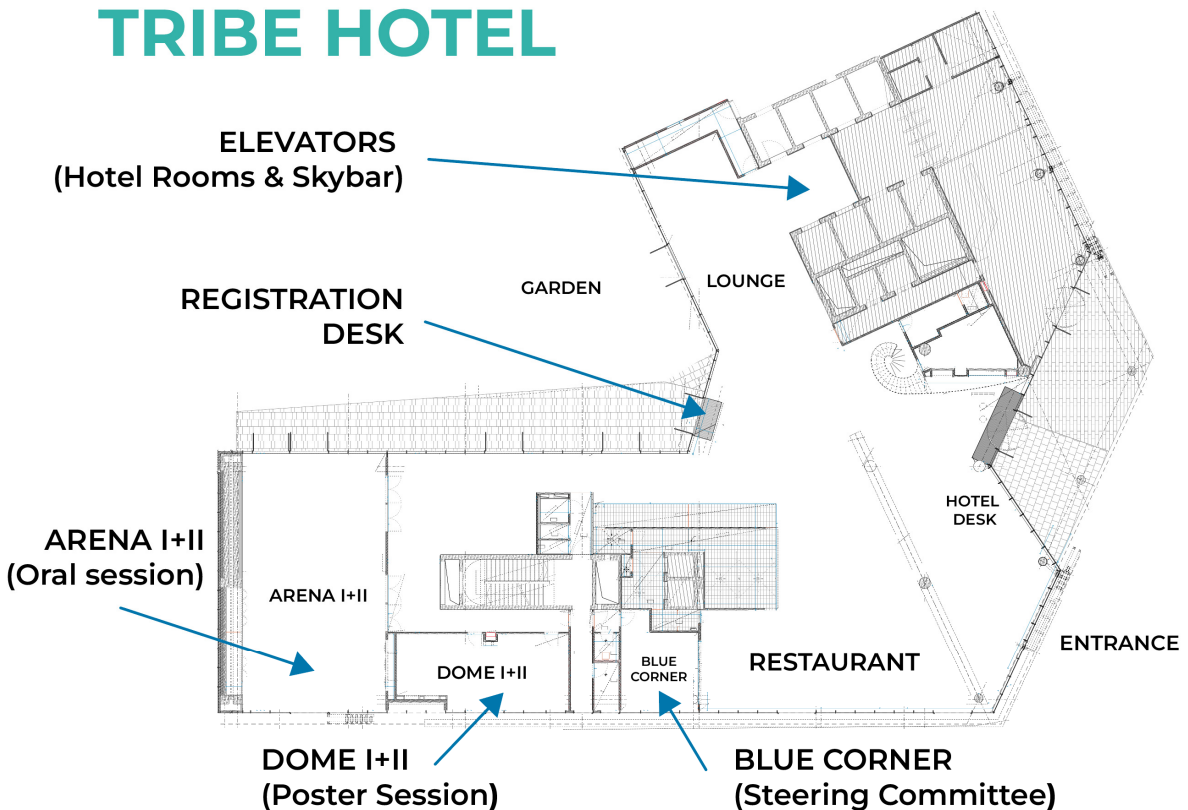 TRIBE HOTEL
ELEVATORS
(Hotel Rooms & Skybar)
GARDEN
LOUNGE
REGISTRATION
DESK
HOTEL
DESK
ARENA I+II
(Oral session)
ARENA I+II
ENTRANCE
DOME I+II
BLUE
CORNER
RESTAURANT
DOME I+II
(Poster Session)
BLUE CORNER
(Steering Committee)